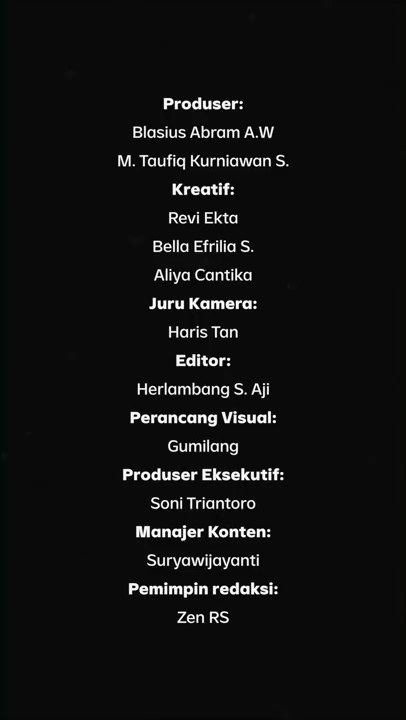 Produser:
Blasius Abram A.W
M. Taufiq Kurniawan S.
Kreatif:
Revi Ekta
Bella Efrilia S.
Aliya Cantika
Juru Kamera:
Haris Tan
Editor:
Herlambang S. Aji
Perancang Visual:
Gumilang
Produser Eksekutif:
Soni Triantoro
Manajer Konten:
Suryawijayanti
Pemimpin redaksi:
Zen RS